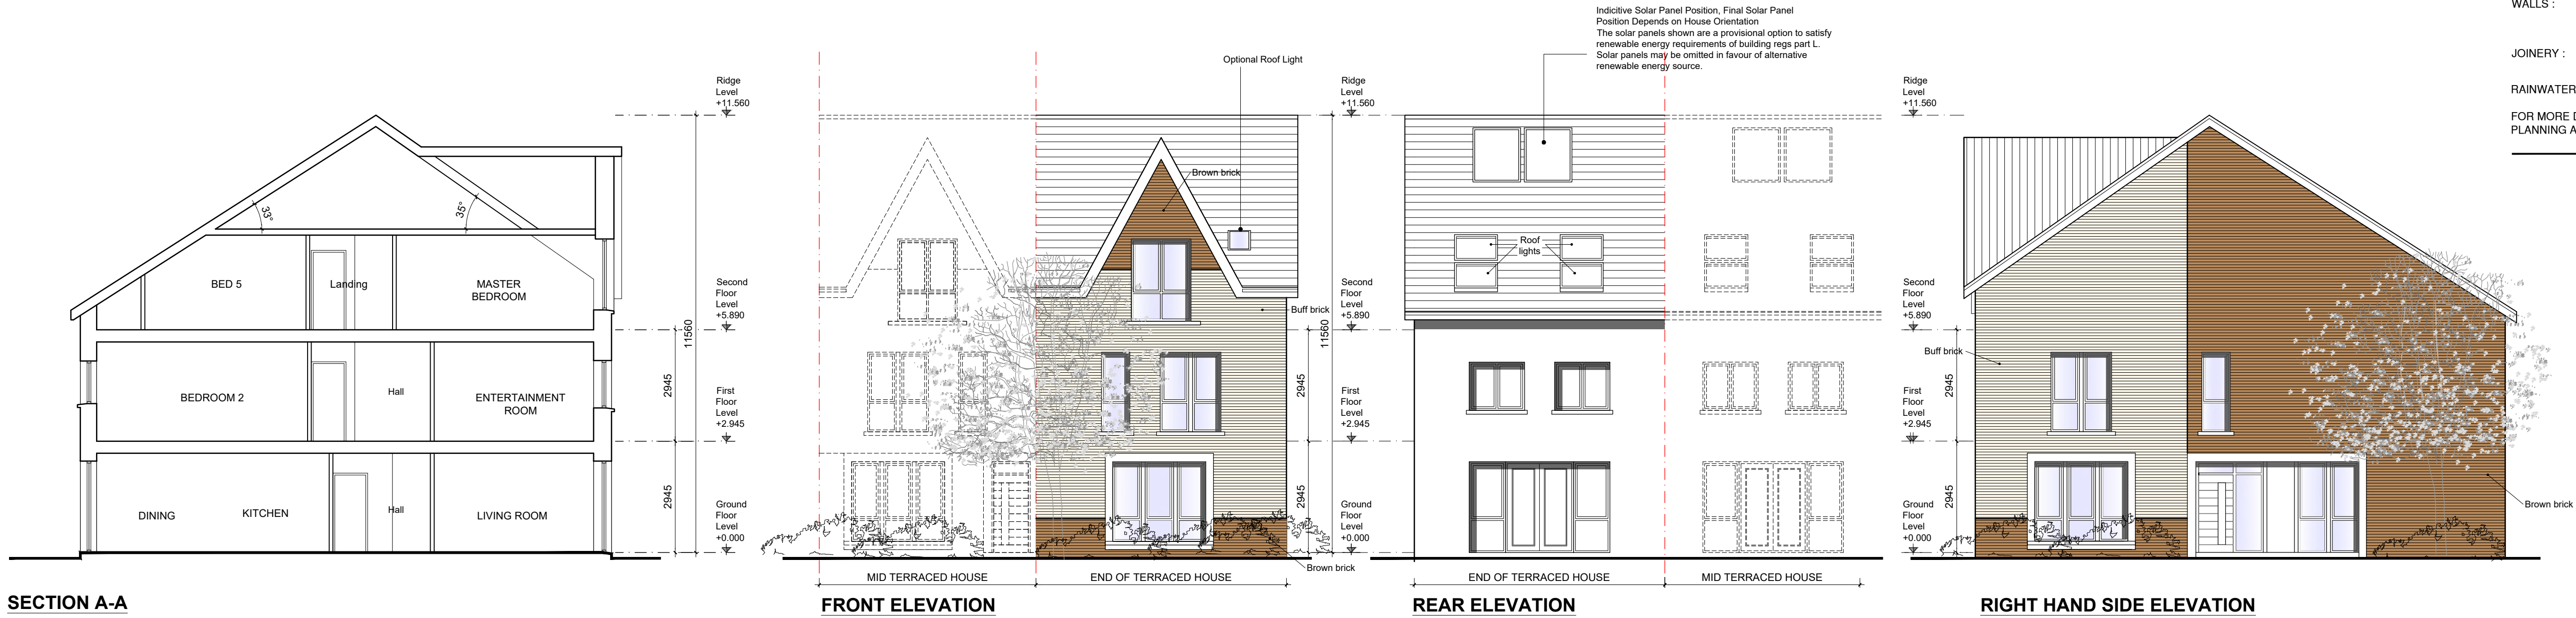 33°
35°
BED 5
Landing
MASTER
BEDROOM
BEDROOM 2
Hall
ENTERTAINMENT
ROOM
DINING
KITCHEN
Hall
LIVING ROOM
2945
2945
11560
Ridge
Level
+11.560
Second
Floor
Level
+5.890
First
Floor
Level
+2.945
Ground
Floor
Level
+0.000
SECTION A-A
Optional Roof Light
Brown brick
Buff brick
Brown brick
2945
2945
11560
MID TERRACED HOUSE
END OF TERRACED HOUSE
FRONT ELEVATION
Ridge
Level
+11.560
Second
Floor
Level
+5.890
First
Floor
Level
+2.945
Ground
Floor
Level
+0.000
Indicitive Solar Panel Position, Final Solar Panel
Position Depends on House Orientation
The solar panels shown are a provisional option to satisfy
renewable energy requirements of building regs part L.
Solar panels may be omitted in favour of alternative
renewable energy source.
Roof
lights
END OF TERRACED HOUSE
MID TERRACED HOUSE
REAR ELEVATION
Ridge
Level
+11.560
Second
Floor
Level
+5.890
First
Floor
Level
+2.945
Ground
Floor
Level
+0.000
2945
2945
Buff brick
Brown brick
RIGHT HAND SIDE ELEVATION
WALLS :
JOINERY :
RAINWATER
FOR MORE D
PLANNING A